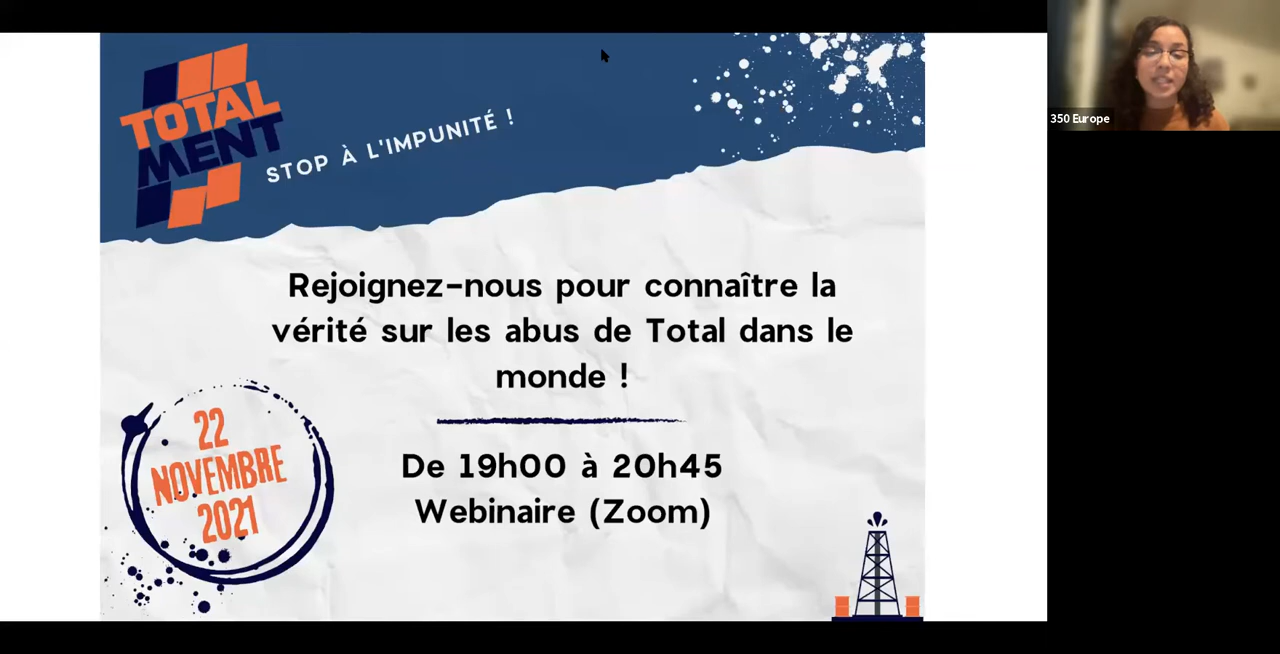 TOTAL
MENT
STOP À L'IMPUNITÉ !
350 Europe
Rejoignez-nous pour connaître la
vérité sur les abus de Total dans le
monde !
22
NOVEMBRE
2021
De 19h00 à 20h45
Webinaire (Zoom)